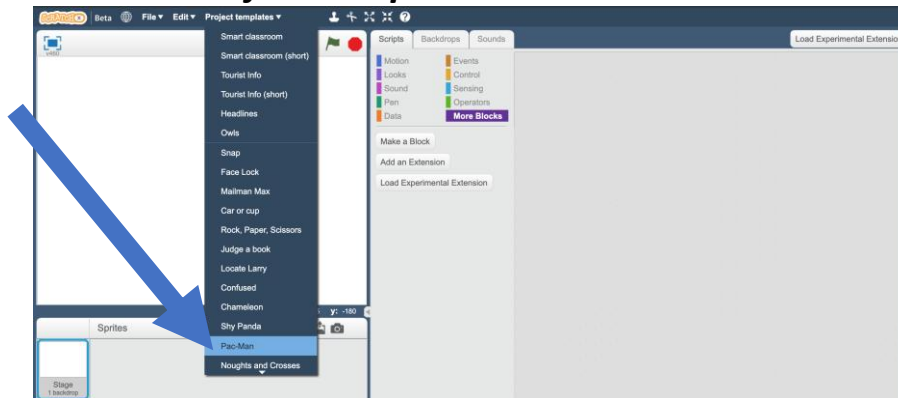 Beta File▾ Edit▾ Project templates ▾
v460
Smart classroom
Smart classroom (short)
Tourist Info
Tourist Info (short)
Headlines
Owls
Snap
Face Lock
Mailman Max
Car or cup
Rock, Paper, Scissors
Judge a book
Locate Larry
Confused
Chameleon
Shy Panda
Pac-Man
Noughts and Crosses
y: -180
Sprites
Stage
1 backdrop
Scripts Backdrops Sounds
Motion Events
Looks Control
Sound Sensing
Pen Operators
Data More Blocks
Make a Block
Add an Extension
Load Experimental Extension
Load Experimental Extensio